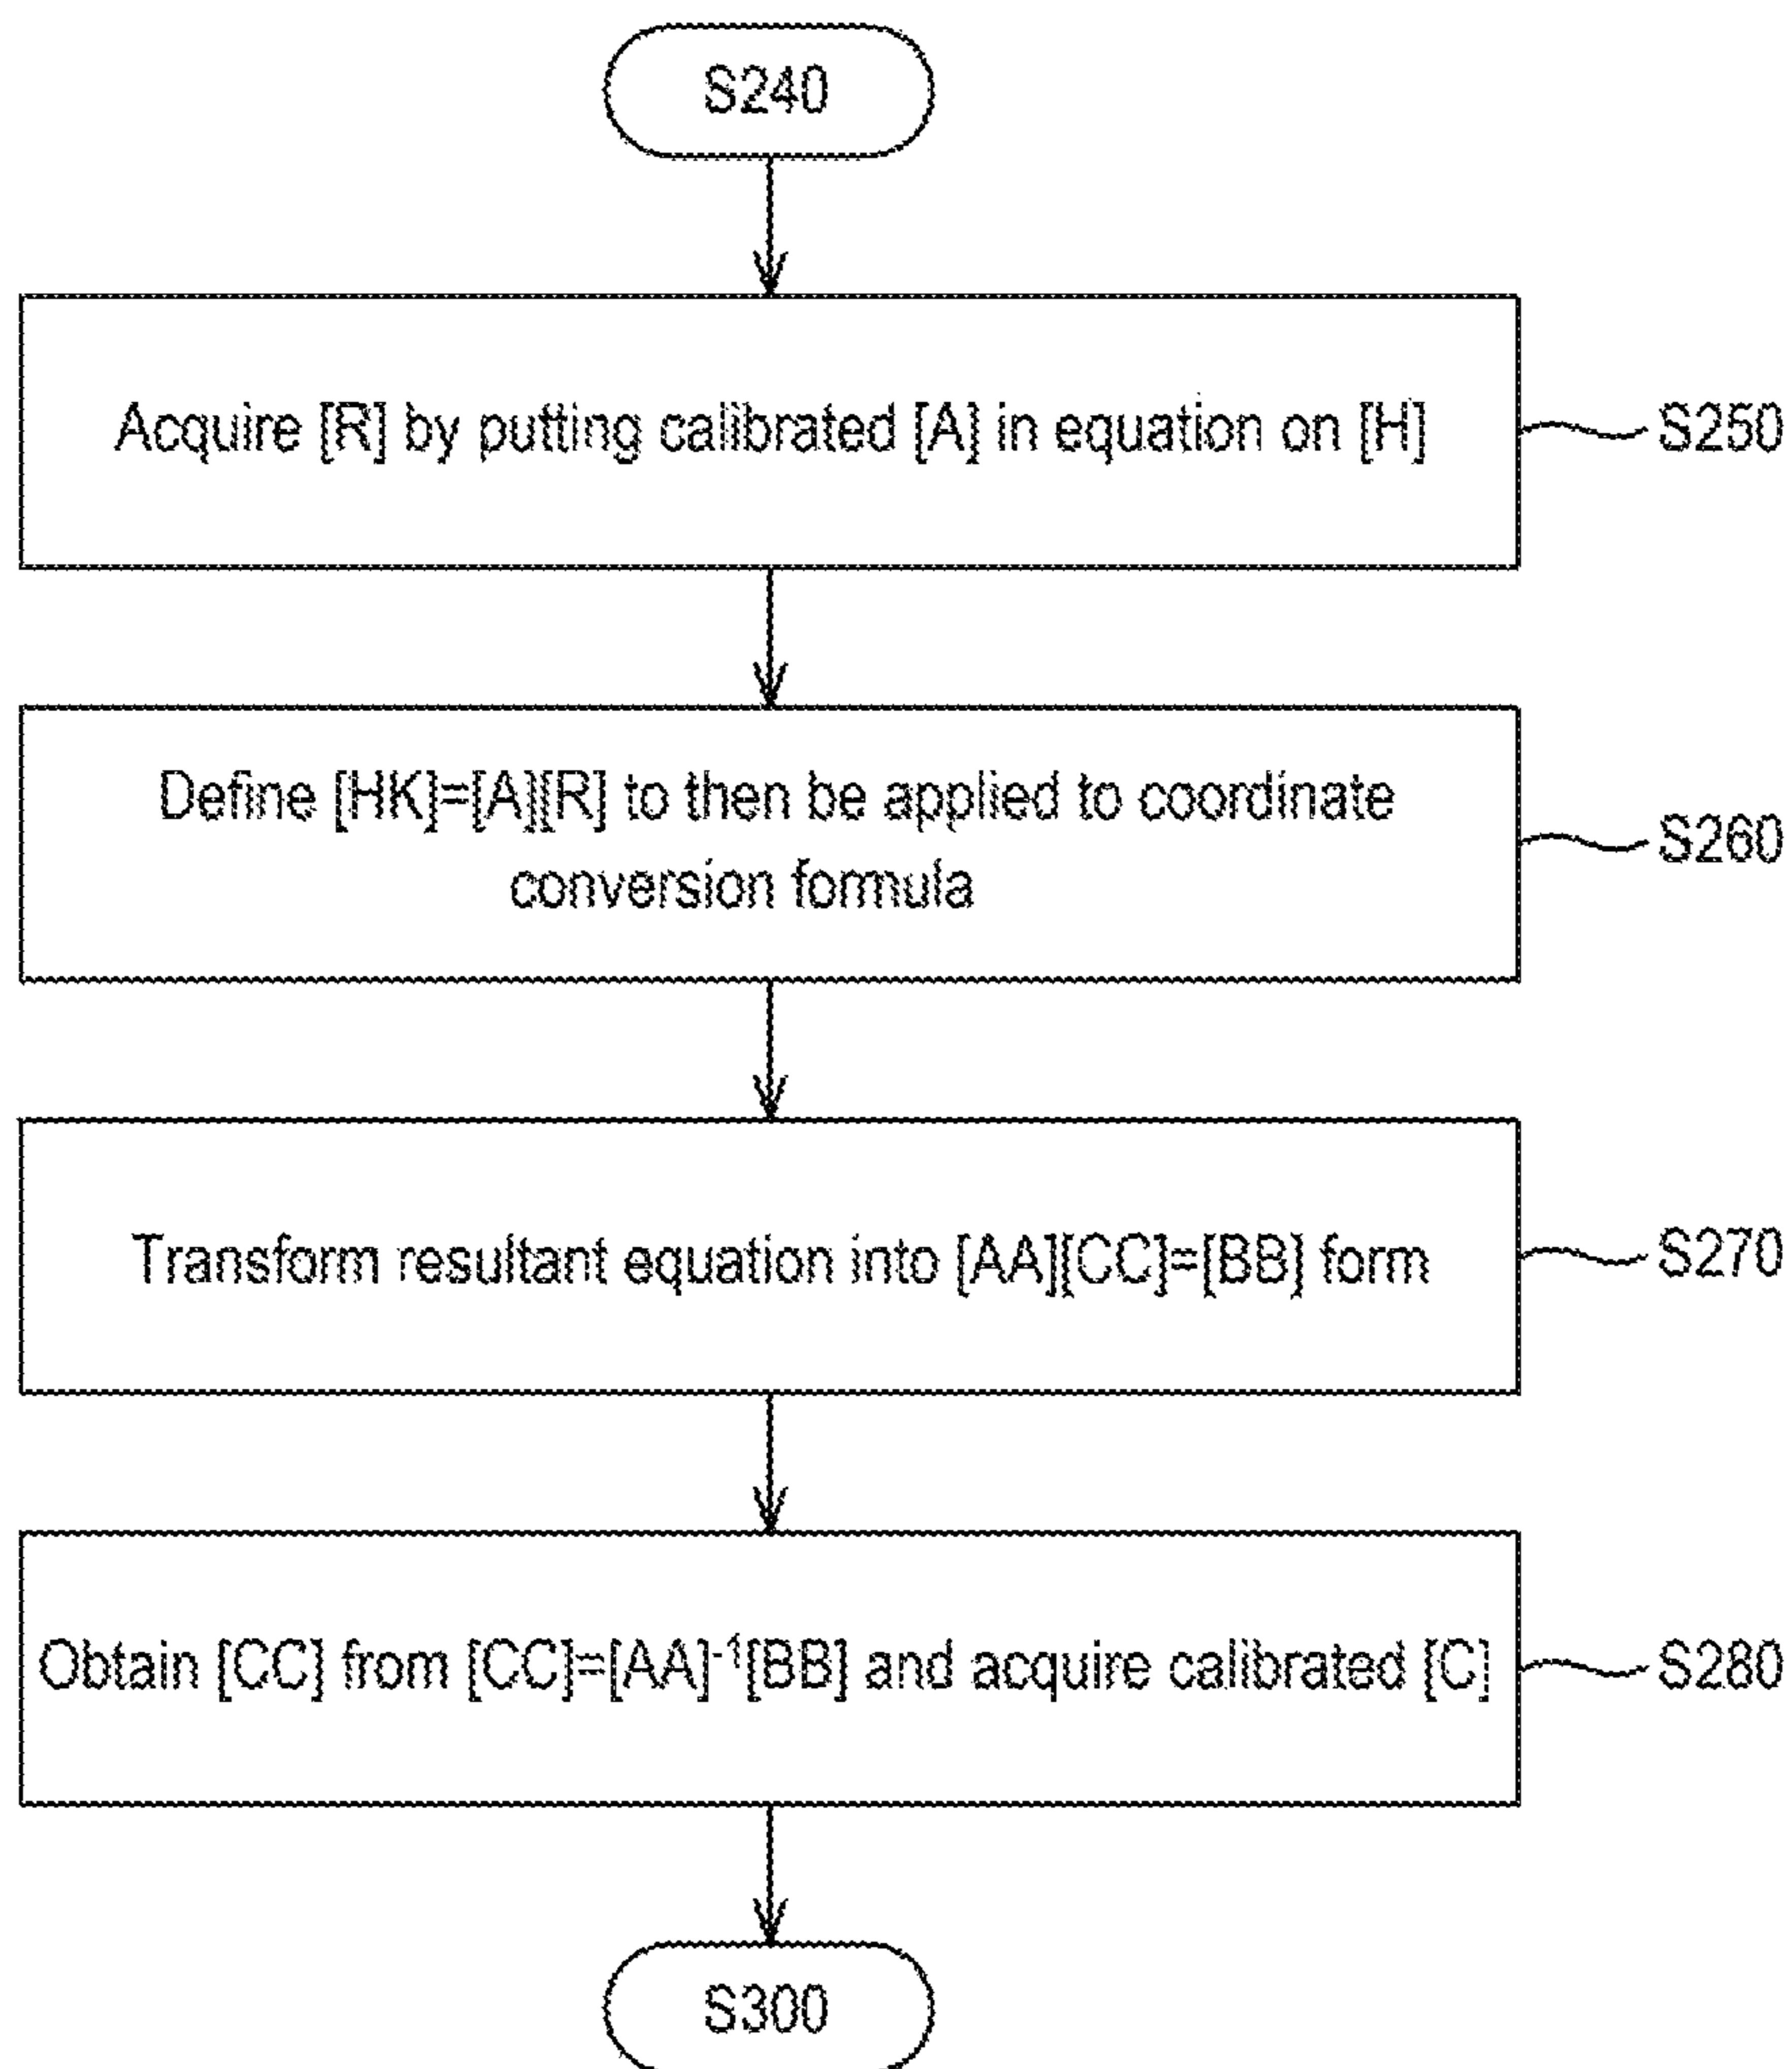 S240
Acquire [R] by putting calibrated [A] in equation on [H]
S250
Define [HK]=[A][R] to then be applied to coordinate
conversion formula
S260
Transform resultant equation into [AA][CC]=[BB] form
S270
Obtain [CC] from [CC]=[AA]⁻¹[BB] and acquire calibrated [C]
S280
S300